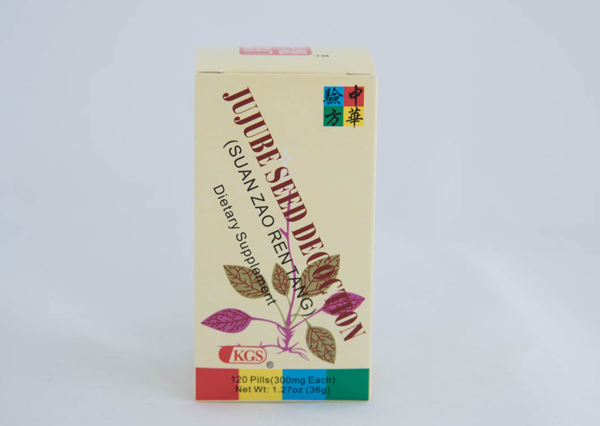 中華
驗方
JUJUBE SEED DECOCTION
(SUAN ZAO REN TANG)
Dietary Supplement
KGS®
120 Pills(300mg Each)
Net Wt: 1.27oz (36g)